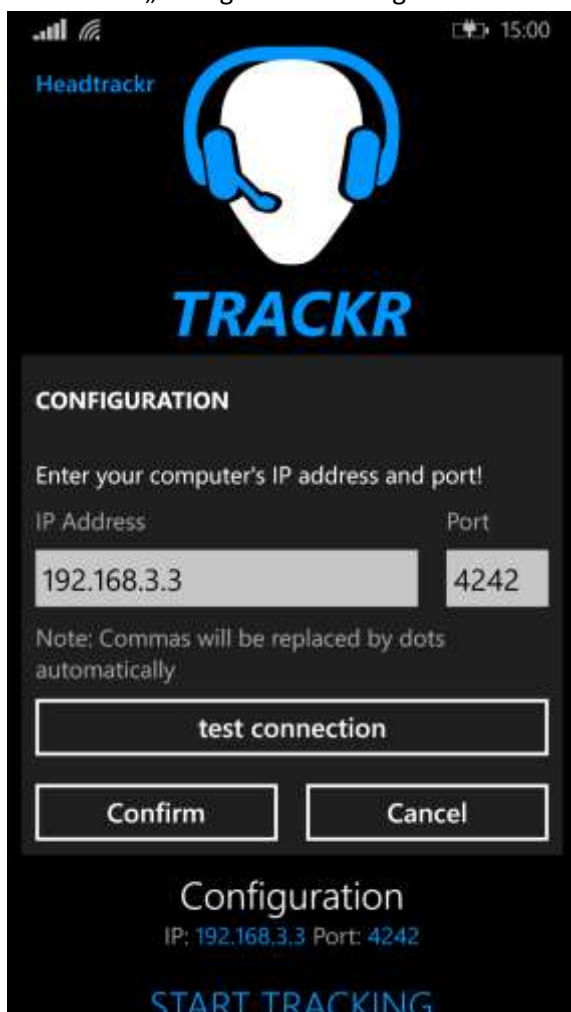 15:00
Headtrackr
TRACKR
CONFIGURATION
Enter your computer's IP address and port!
IP Address Port
192.168.3.3 4242
Note: Commas will be replaced by dots
automatically
test connection
Confirm Cancel
Configuration
IP: 192.168.3.3 Port: 4242
START TRACKING